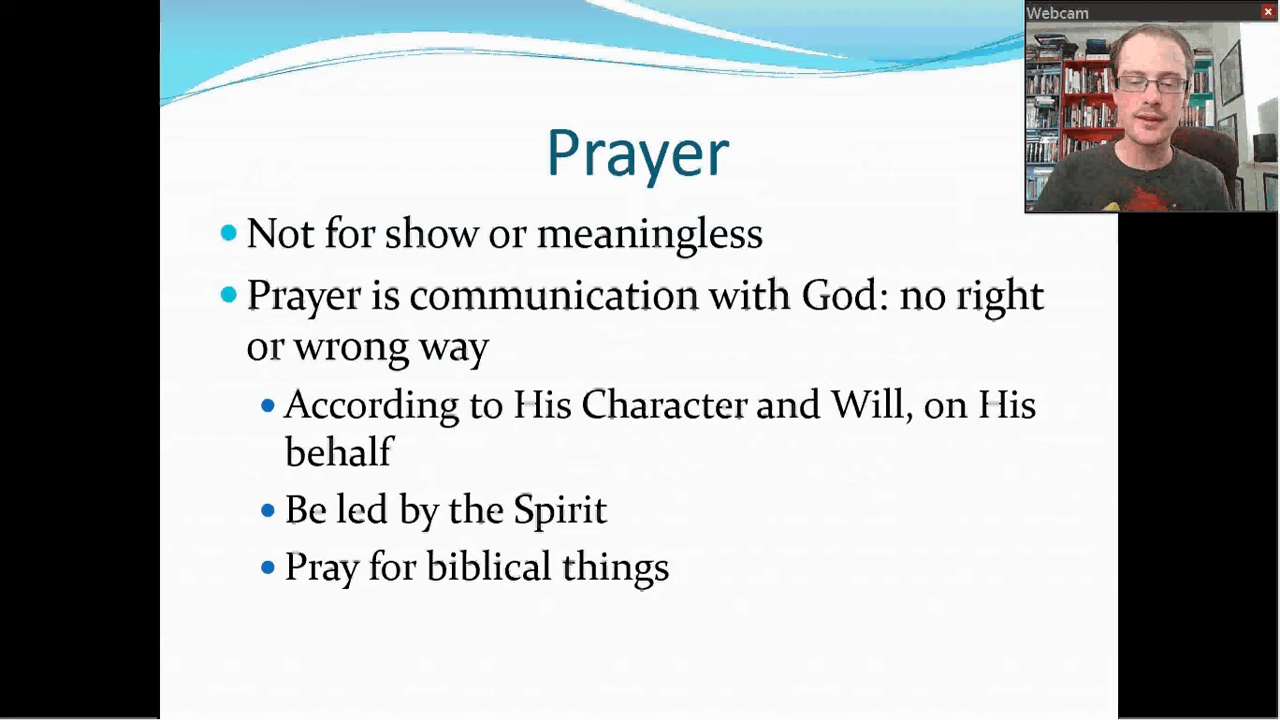 Webcam
Prayer
Not for show or meaningless
Prayer is communication with God: no right
or wrong way
According to His Character and Will, on His
behalf
Be led by the Spirit
Pray for biblical things